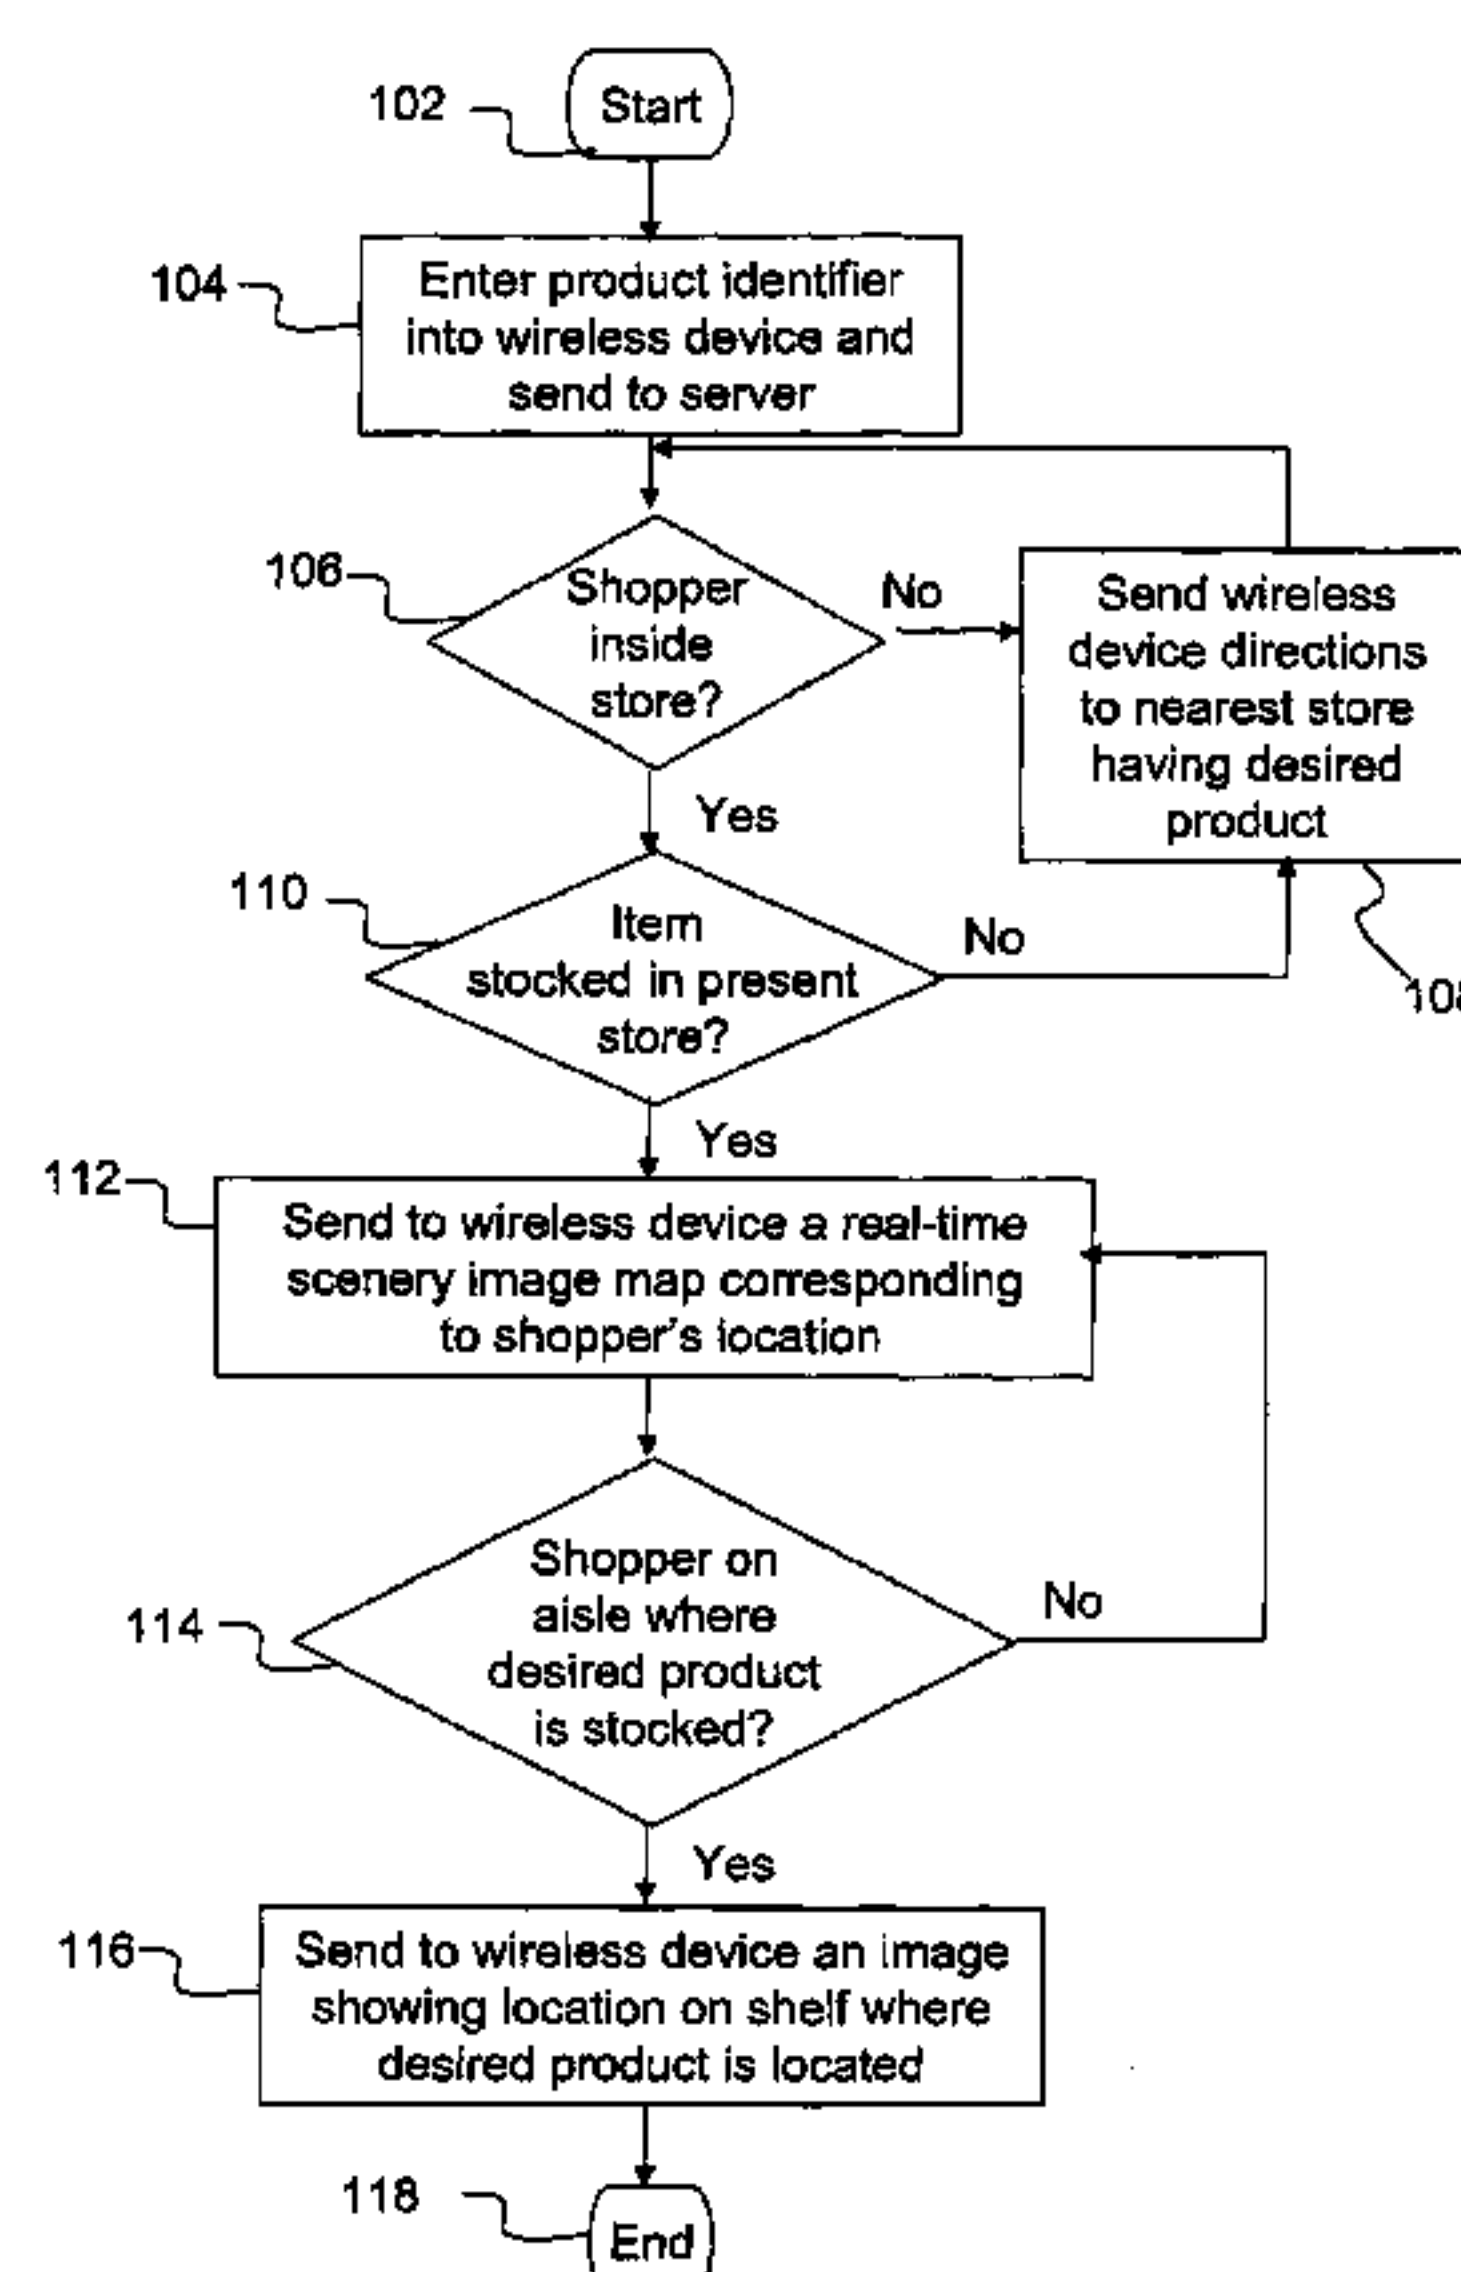 102
Start
104
Enter product identifier
into wireless device and
send to server
106
Shopper
inside
store?
No
Send wireless
device directions
to nearest store
having desired
product
Yes
110
Item
stocked in present
store?
No
Yes
112
Send to wireless device a real-time
scenery image map corresponding
to shopper's location
114
Shopper on
aisle where
desired product
is stocked?
No
Yes
116
Send to wireless device an image
showing location on shelf where
desired product is located
118
End